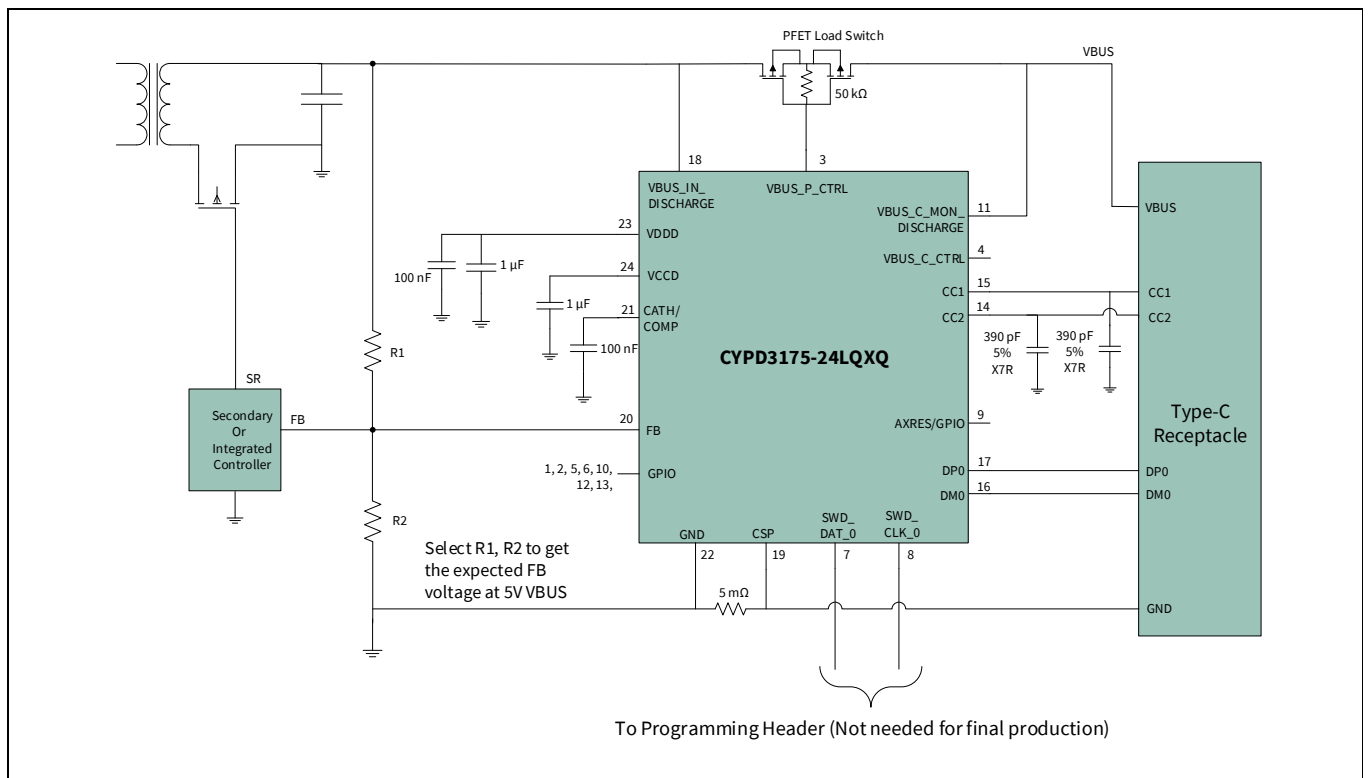 PFET Load Switch
VBUS
50 kΩ
18
3
VBUS_IN_
DISCHARGE
VBUS_P_CTRL
VBUS_C_MON_
DISCHARGE
11
VBUS
23
VDDD
100 nF
1 µF
4
VBUS_C_CTRL
24
VCCD
1 µF
15
CC1
CC1
21
CATH/
COMP
14
CC2
CC2
100 nF
CYPD3175-24LQXQ
390 pF
5%
X7R
390 pF
5%
X7R
R1
SR
Secondary
Or
Integrated
Controller
FB
20
FB
AXRES/GPIO
9
Type-C
Receptacle
1, 2, 5, 6, 10,
12, 13,
GPIO
DP0
17
DP0
DM0
16
DM0
R2
GND
CSP
SWD_
DAT_0
SWD_
CLK_0
22
19
7
8
Select R1, R2 to get
the expected FB
voltage at 5V VBUS
5 mΩ
GND
To Programming Header (Not needed for final production)